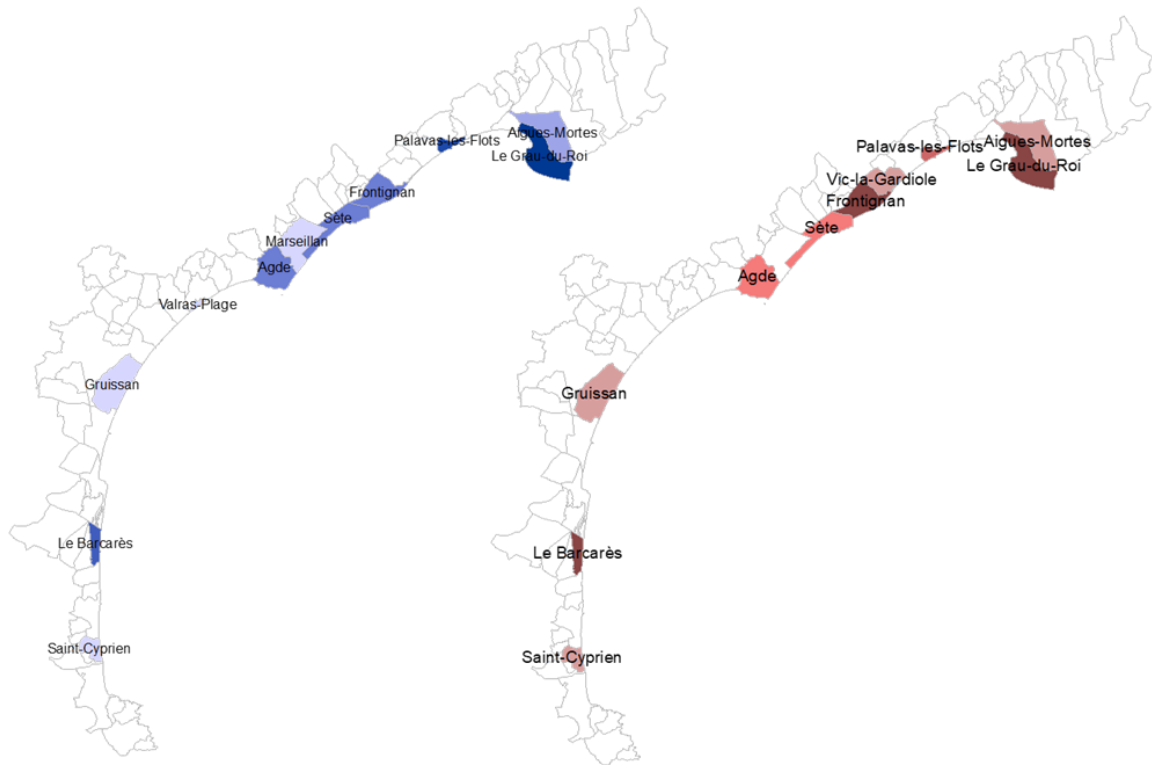 Palavas-les-Flots
Aigues-Mortes
Le Grau-du-Roi
Frontignan
Sète
Marseillan
Agde
Valras-Plage
Gruissan
Le Barcarès
Saint-Cyprien
Palavas-les-Flots
Aigues-Mortes
Le Grau-du-Roi
Vic-la-Gardiole
Frontignan
Sète
Agde
Gruissan
Le Barcarès
Saint-Cyprien